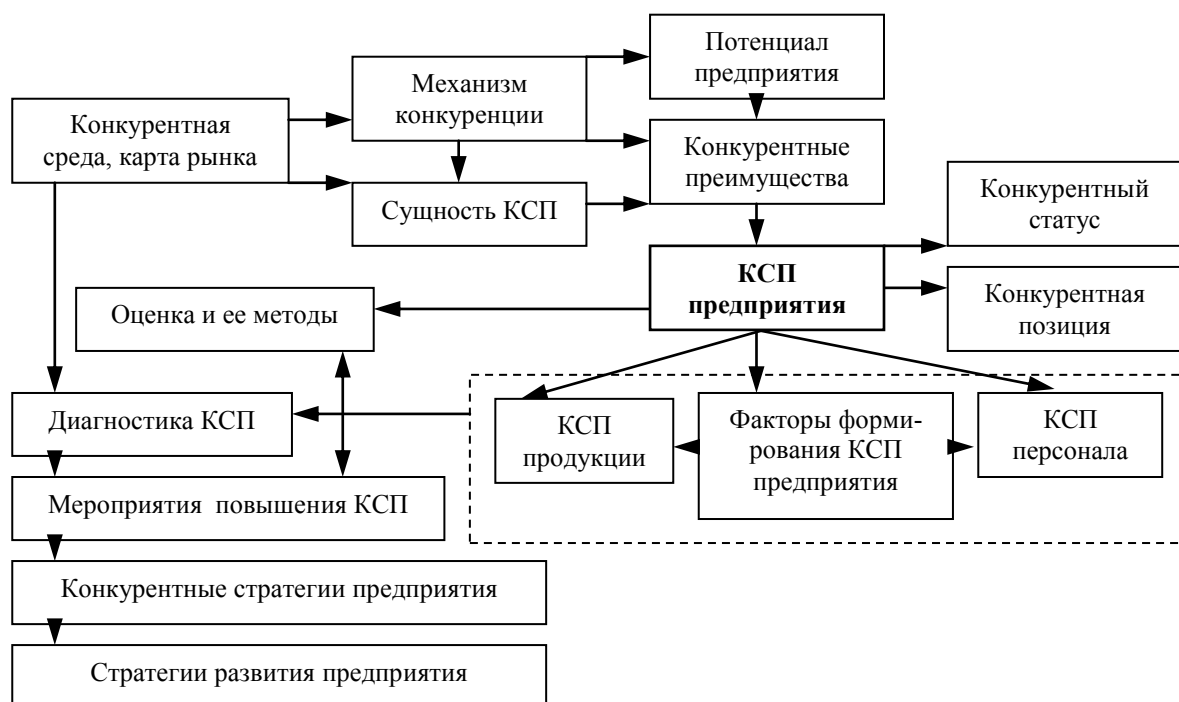 Потенциал
предприятия
Механизм
конкуренции
Конкурентная
среда, карта рынка
Конкурентные
преимущества
Сущность КСП
Конкурентный
статус
КСП
предприятия
Конкурентная
позиция
Оценка и ее методы
Диагностика КСП
КСП
продукции
Факторы форми-
рования КСП
предприятия
КСП
персонала
Мероприятия повышения КСП
Конкурентные стратегии предприятия
Стратегии развития предприятия